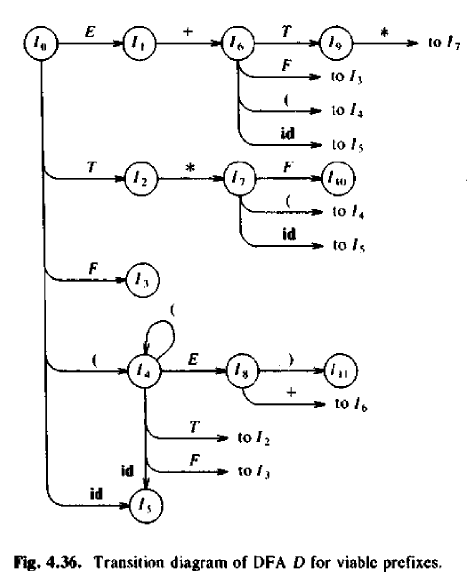 I₀ E I₁ + I₆ T I₉ * to I₇
F to I₃
( to I₄
id to I₅
T I₂ * I₇ F I₁₀
( to I₄
id to I₅
F I₃
(
( I₄ E I₈ ) I₁₁
+ to I₆
T to I₂
id F to I₃
id I₅
Fig. 4.36. Transition diagram of DFA D for viable prefixes.